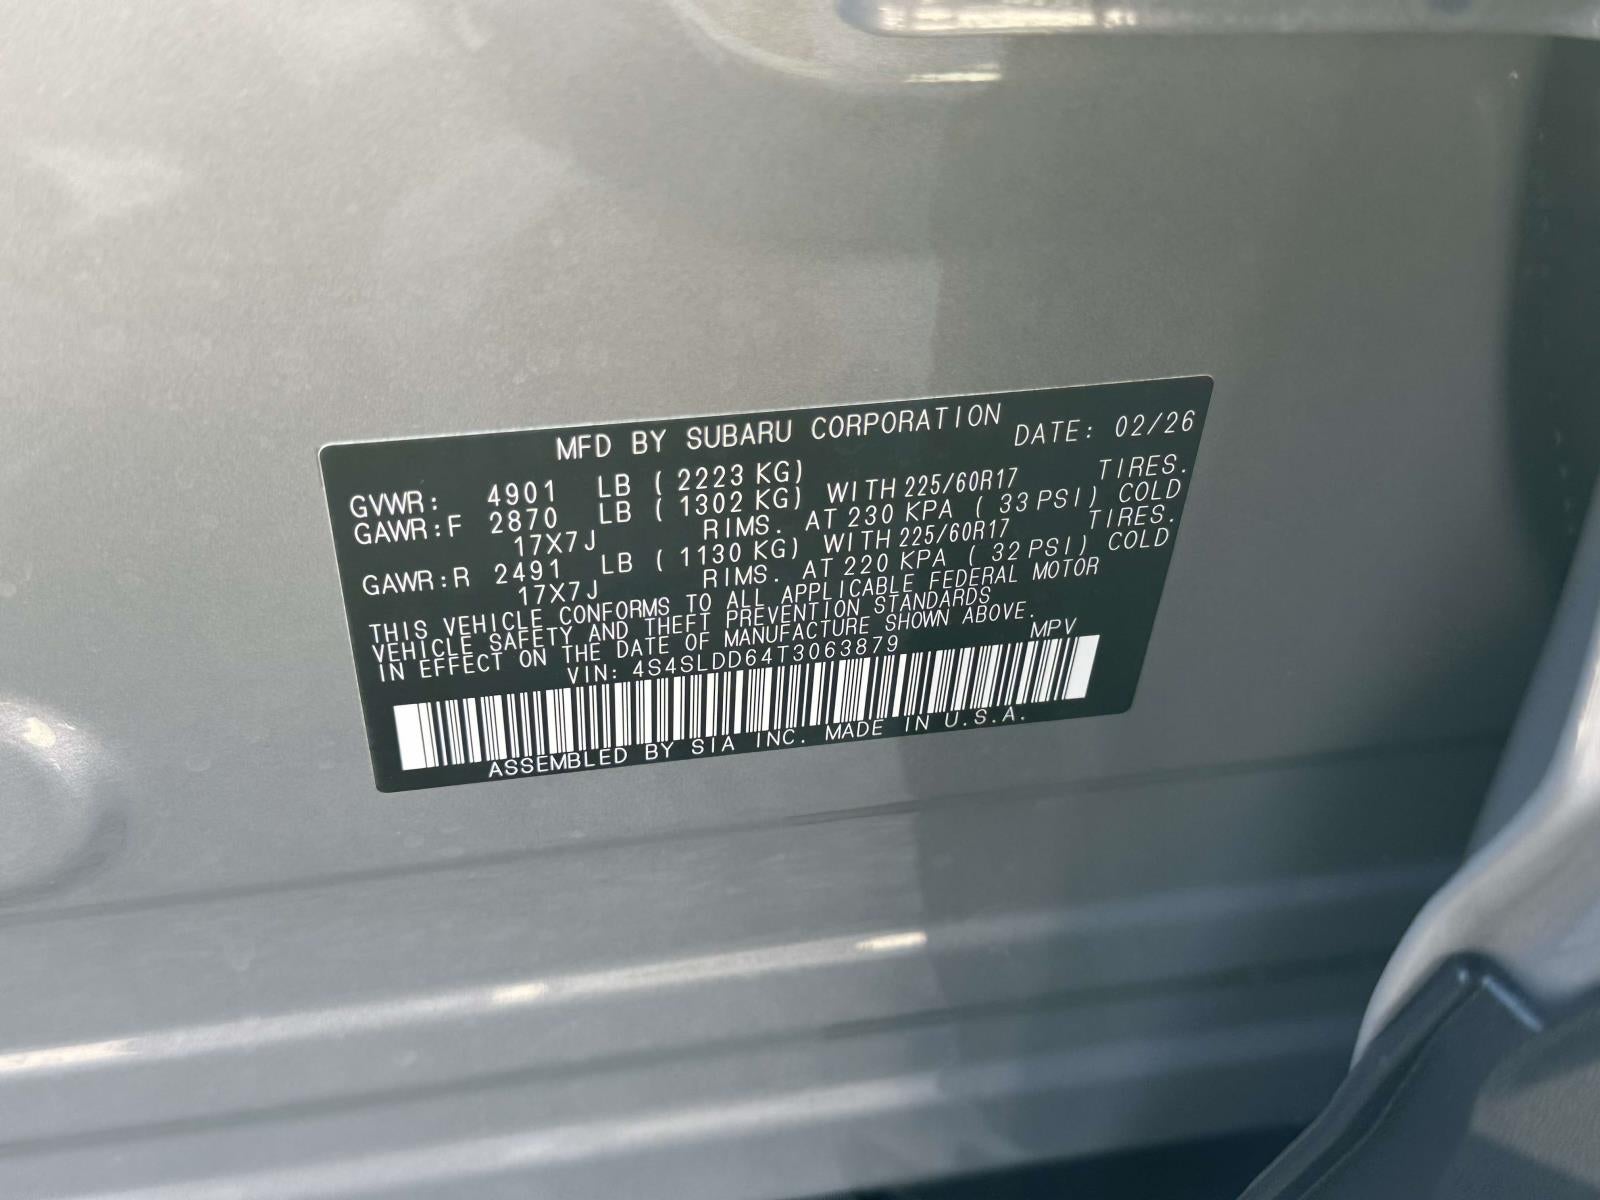 MFD BY SUBARU CORPORATION DATE: 02/26
GVWR: 4901 LB ( 2223 KG)
GAWR:F 2870 LB ( 1302 KG) WITH 225/60R17 TIRES.
17X7J RIMS. AT 230 KPA ( 33 PSI) COLD
GAWR:R 2491 LB ( 1130 KG) WITH 225/60R17 TIRES.
17X7J RIMS. AT 220 KPA ( 32 PSI) COLD
THIS VEHICLE CONFORMS TO ALL APPLICABLE FEDERAL MOTOR
VEHICLE SAFETY AND THEFT PREVENTION STANDARDS
IN EFFECT ON THE DATE OF MANUFACTURE SHOWN ABOVE.
VIN: 4S4SLDD64T3063879 MPV
ASSEMBLED BY SIA INC. MADE IN U.S.A.